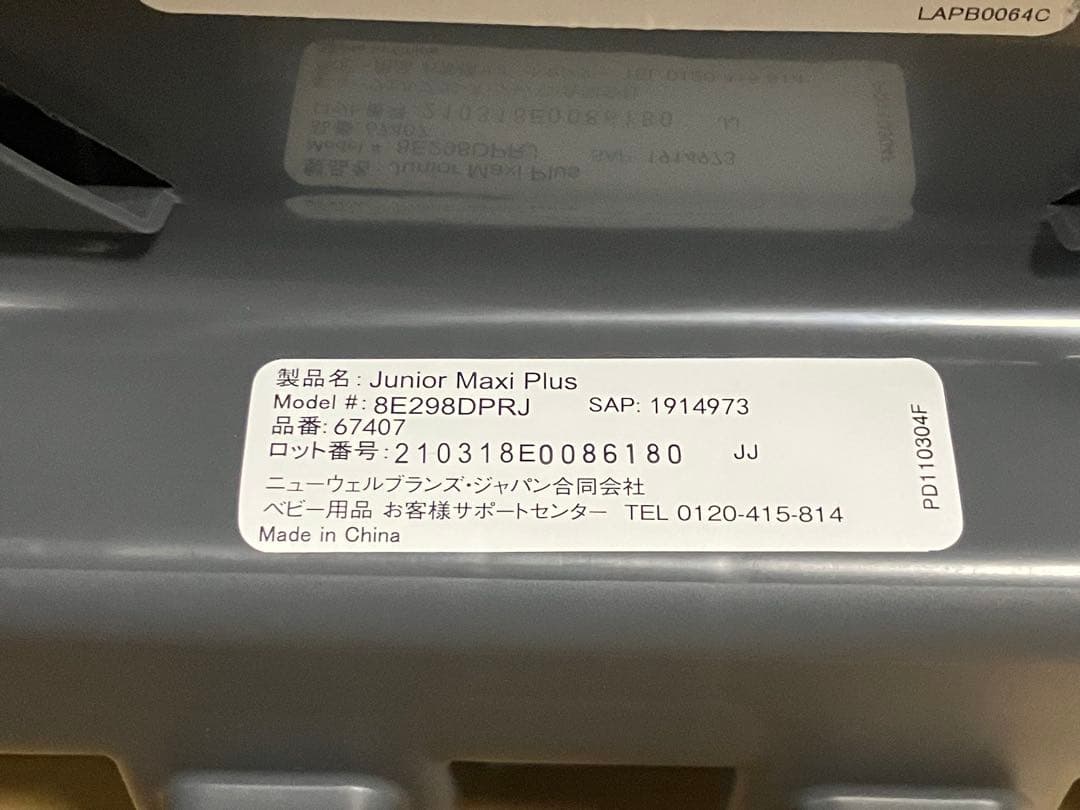 LAPB0064C
製品名: Junior Maxi Plus
Model #: 8E298DPRJ SAP: 1914973
品番: 67407
ロット番号: 210318E0086180 JJ
ニューウェルブランズ・ジャパン合同会社
ベビー用品 お客様サポートセンター TEL 0120-415-814
Made in China
PD110304F